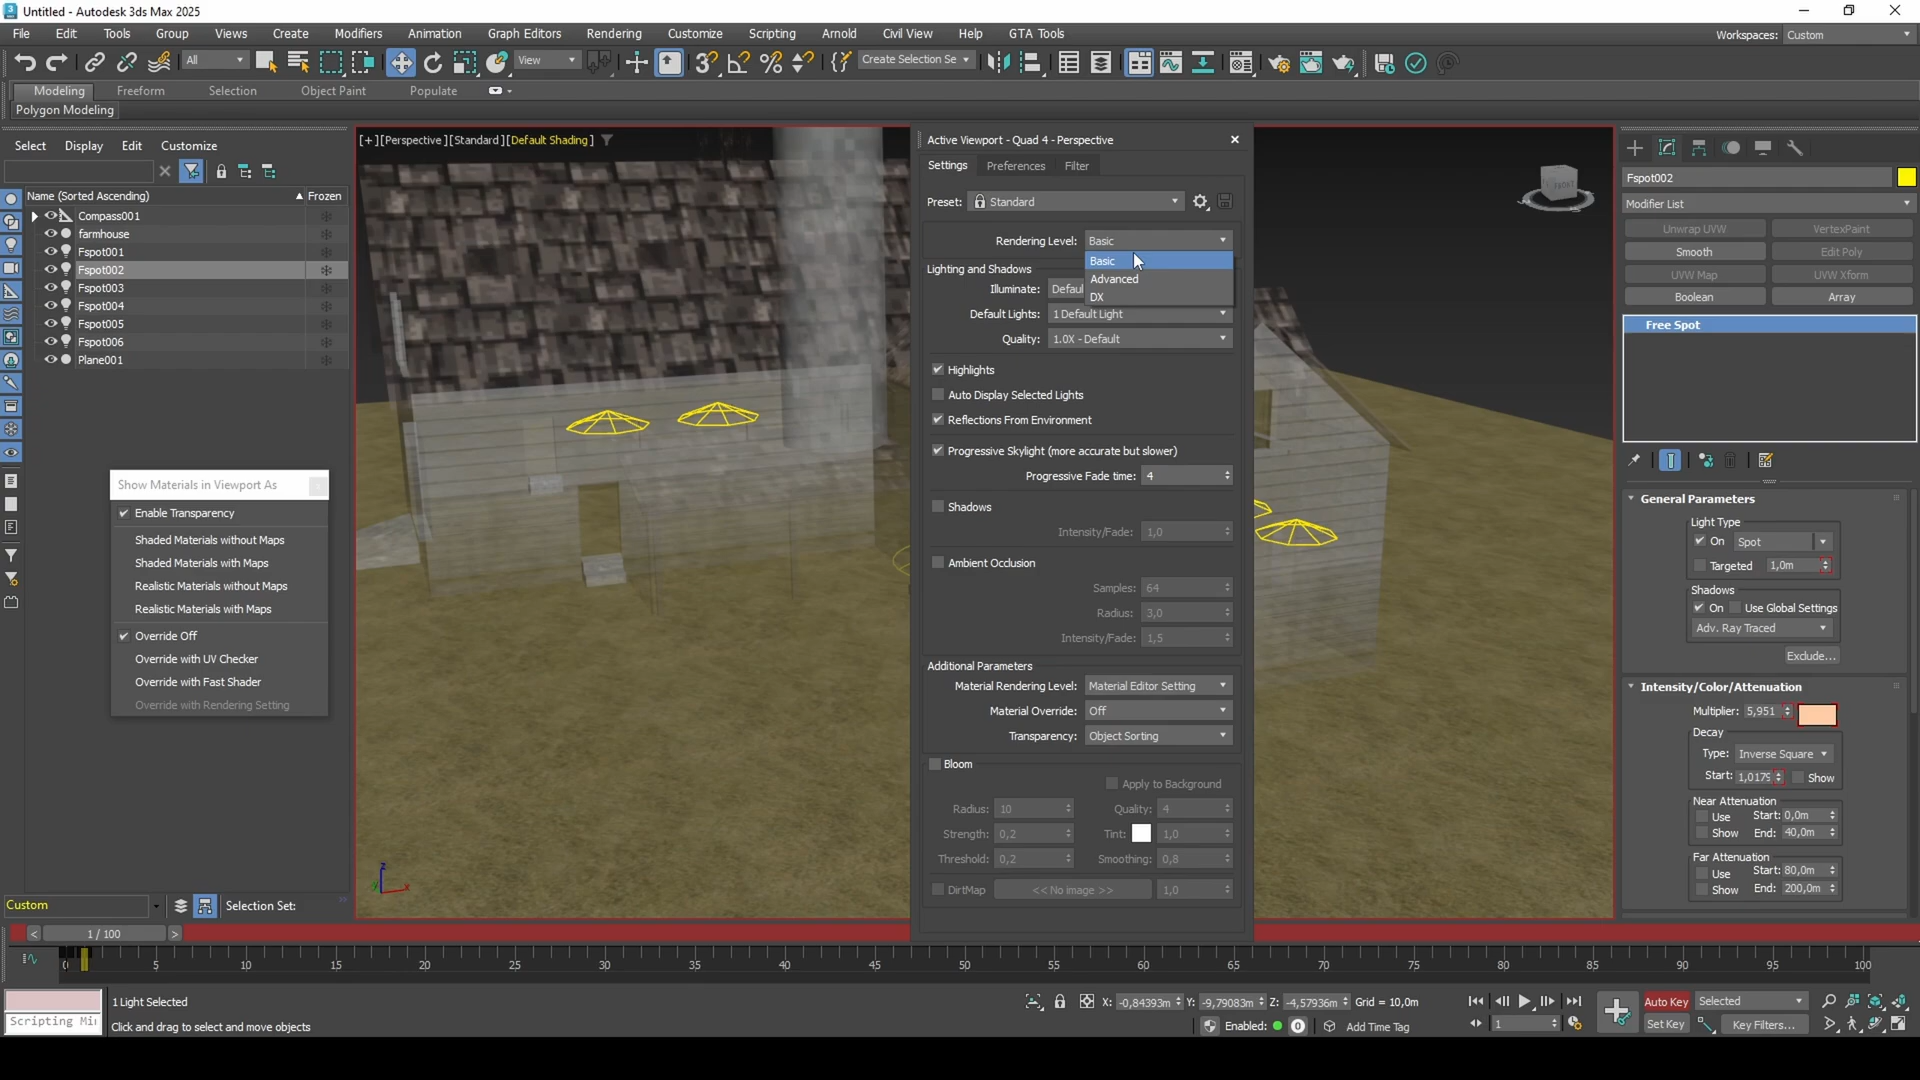 Untitled - Autodesk 3ds Max 2025
File Edit Tools Group Views Create Modifiers Animation Graph Editors Rendering Customize Scripting Arnold Civil View Help GTA Tools
Workspaces: Custom
All View Create Selection Se
Modeling Freeform Selection Object Paint Populate
Polygon Modeling
Select Display Edit Customize
Name (Sorted Ascending) Frozen
Compass001
farmhouse
Fspot001
Fspot002
Fspot003
Fspot004
Fspot005
Fspot006
Plane001
Show Materials in Viewport As
Enable Transparency
Shaded Materials without Maps
Shaded Materials with Maps
Realistic Materials without Maps
Realistic Materials with Maps
Override Off
Override with UV Checker
Override with Fast Shader
Override with Rendering Setting
Custom Selection Set:
[+][Perspective][Standard][Default Shading]
Active Viewport - Quad 4 - Perspective
Settings Preferences Filter
Preset: Standard
Rendering Level: Basic
Basic
Advanced
DX
Lighting and Shadows
Illuminate: Defaul
Default Lights: 1 Default Light
Quality: 1.0X - Default
Highlights
Auto Display Selected Lights
Reflections From Environment
Progressive Skylight (more accurate but slower)
Progressive Fade time: 4
Shadows
Intensity/Fade: 1,0
Ambient Occlusion
Samples: 64
Radius: 3,0
Intensity/Fade: 1,5
Additional Parameters
Material Rendering Level: Material Editor Setting
Material Override: Off
Transparency: Object Sorting
Bloom
Apply to Background
Radius: 10 Quality: 4
Strength: 0,2 Tint: 1,0
Threshold: 0,2 Smoothing: 0,8
DirtMap << No image >> 1,0
FRONT
Fspot002
Modifier List
Unwrap UVW VertexPaint
Smooth Edit Poly
UVW Map UVW Xform
Boolean Array
Free Spot
General Parameters
Light Type
On Spot
Targeted 1,0m
Shadows
On Use Global Settings
Adv. Ray Traced
Exclude...
Intensity/Color/Attenuation
Multiplier: 5,951
Decay
Type: Inverse Square
Start: 1,0179 Show
Near Attenuation
Use Start: 0,0m
Show End: 40,0m
Far Attenuation
Use Start: 80,0m
Show End: 200,0m
< 1 / 100 >
0 5 10 15 20 25 30 35 40 45 50 55 60 65 70 75 80 85 90 95 100
1 Light Selected
Scripting Mi
Click and drag to select and move objects
X: -0,84393m Y: -9,79083m Z: -4,57936m Grid = 10,0m
Enabled: 0 Add Time Tag
1
Auto Key Selected
Set Key Key Filters...